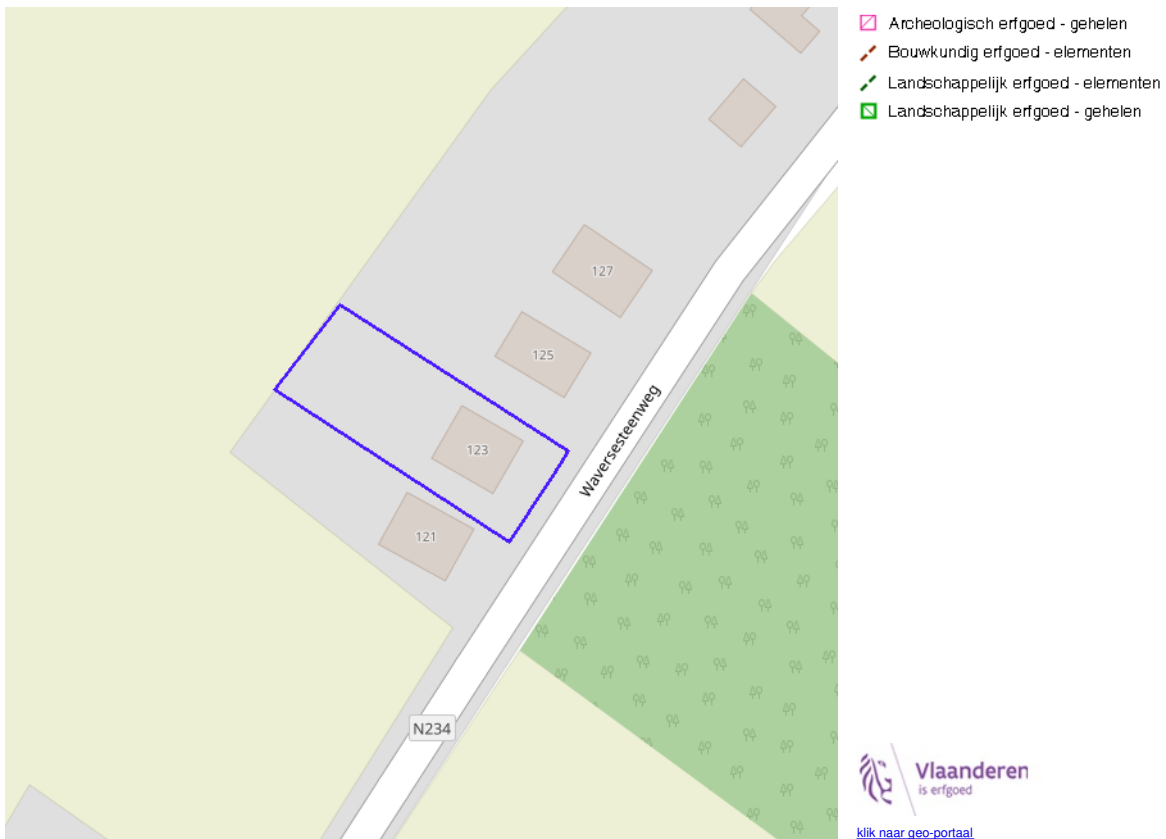 Archeologisch erfgoed - gehelen
Bouwkundig erfgoed - elementen
Landschappelijk erfgoed - elementen
Landschappelijk erfgoed - gehelen
127
125
123
121
Waversesteenweg
N234
Vlaanderen
is erfgoed
klik naar geo-portaal